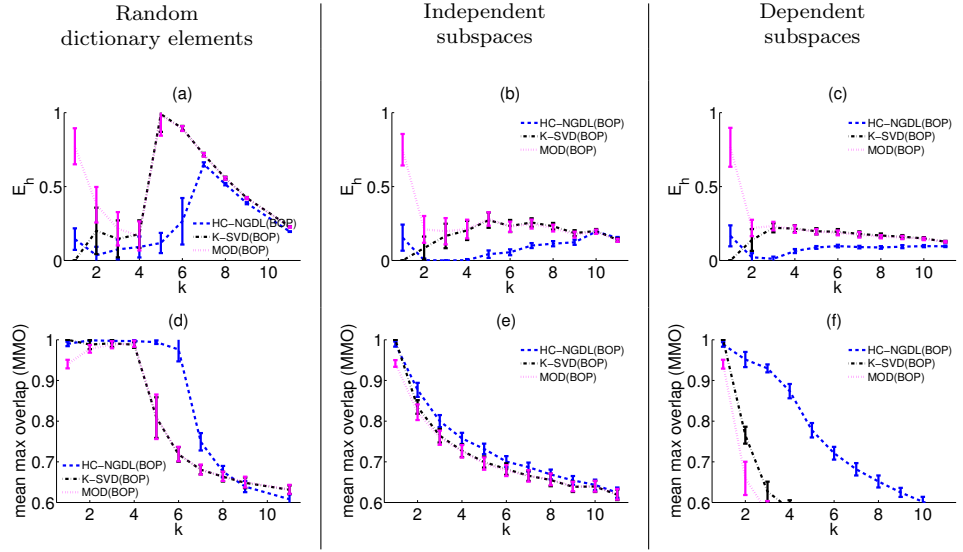 Random
dictionary elements
Independent
subspaces
Dependent
subspaces
(a)
1
0.5
0
E_h
2 4 6 8 10
k
HC−NGDL(BOP)
K−SVD(BOP)
MOD(BOP)
(b)
1
0.5
0
E_h
2 4 6 8 10
k
HC−NGDL(BOP)
K−SVD(BOP)
MOD(BOP)
(c)
1
0.5
0
E_h
2 4 6 8 10
k
HC−NGDL(BOP)
K−SVD(BOP)
MOD(BOP)
(d)
1
0.9
0.8
0.7
0.6
mean max overlap (MMO)
2 4 6 8 10
k
HC−NGDL(BOP)
K−SVD(BOP)
MOD(BOP)
(e)
1
0.9
0.8
0.7
0.6
mean max overlap (MMO)
2 4 6 8 10
k
HC−NGDL(BOP)
K−SVD(BOP)
MOD(BOP)
(f)
1
0.9
0.8
0.7
0.6
mean max overlap (MMO)
2 4 6 8 10
k
HC−NGDL(BOP)
K−SVD(BOP)
MOD(BOP)